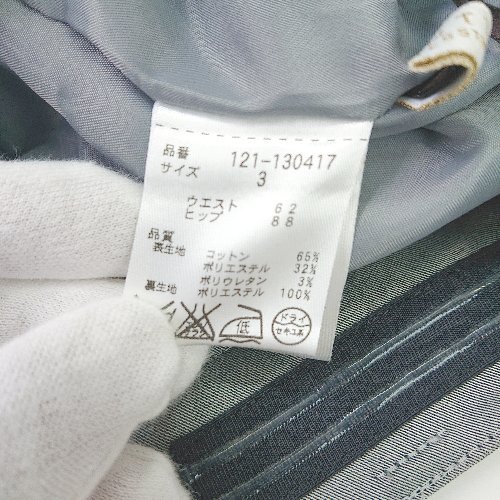 品番 121-130417
サイズ 3
ウエスト 62
ヒップ 88
品質
表生地 コットン 65%
ポリエステル 32%
ポリウレタン 3%
裏生地 ポリエステル 100%
低
ドライ
セキユ系